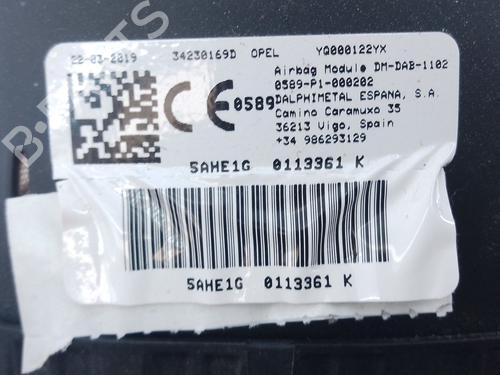 22-03-2019 34230169D OPEL YQ000122YX
Airbag Module DM-DAB-1102
0589-P1-000202
CE 0589 DALPHIMETAL ESPANA, S.A.
Camino Caramuxo 35
36213 Vigo, Spain
+34 986293129
5AHE1G 0113361 K
5AHE1G 0113361 K